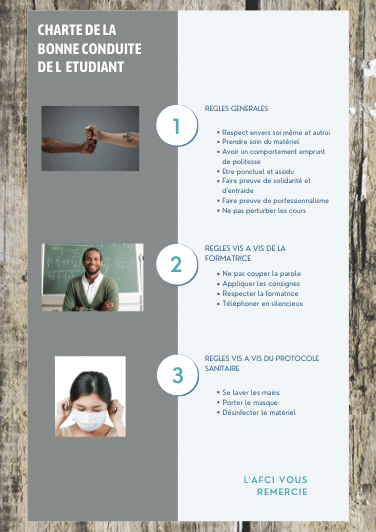 CHARTE DE LA
BONNE CONDUITE
DE L ETUDIANT
1
REGLES GENERALES
• Respect envers soi même et autrui
• Prendre soin du matériel
• Avoir un comportement emprunt
de politesse
• Etre ponctuel et assidu
• Faire preuve de solidarité et
d'entraide
• Faire preuve de porfessionnalisme
• Ne pas perturber les cours
2
REGLES VIS A VIS DE LA
FORMATRICE
• Ne pas couper la parole
• Appliquer les consignes
• Respecter la formatrice
• Téléphoner en silencieux
3
REGLES VIS A VIS DU PROTOCOLE
SANITAIRE
• Se laver les mains
• Porter le masque
• Désinfecter le matériel
L'AFCI VOUS
REMERCIE